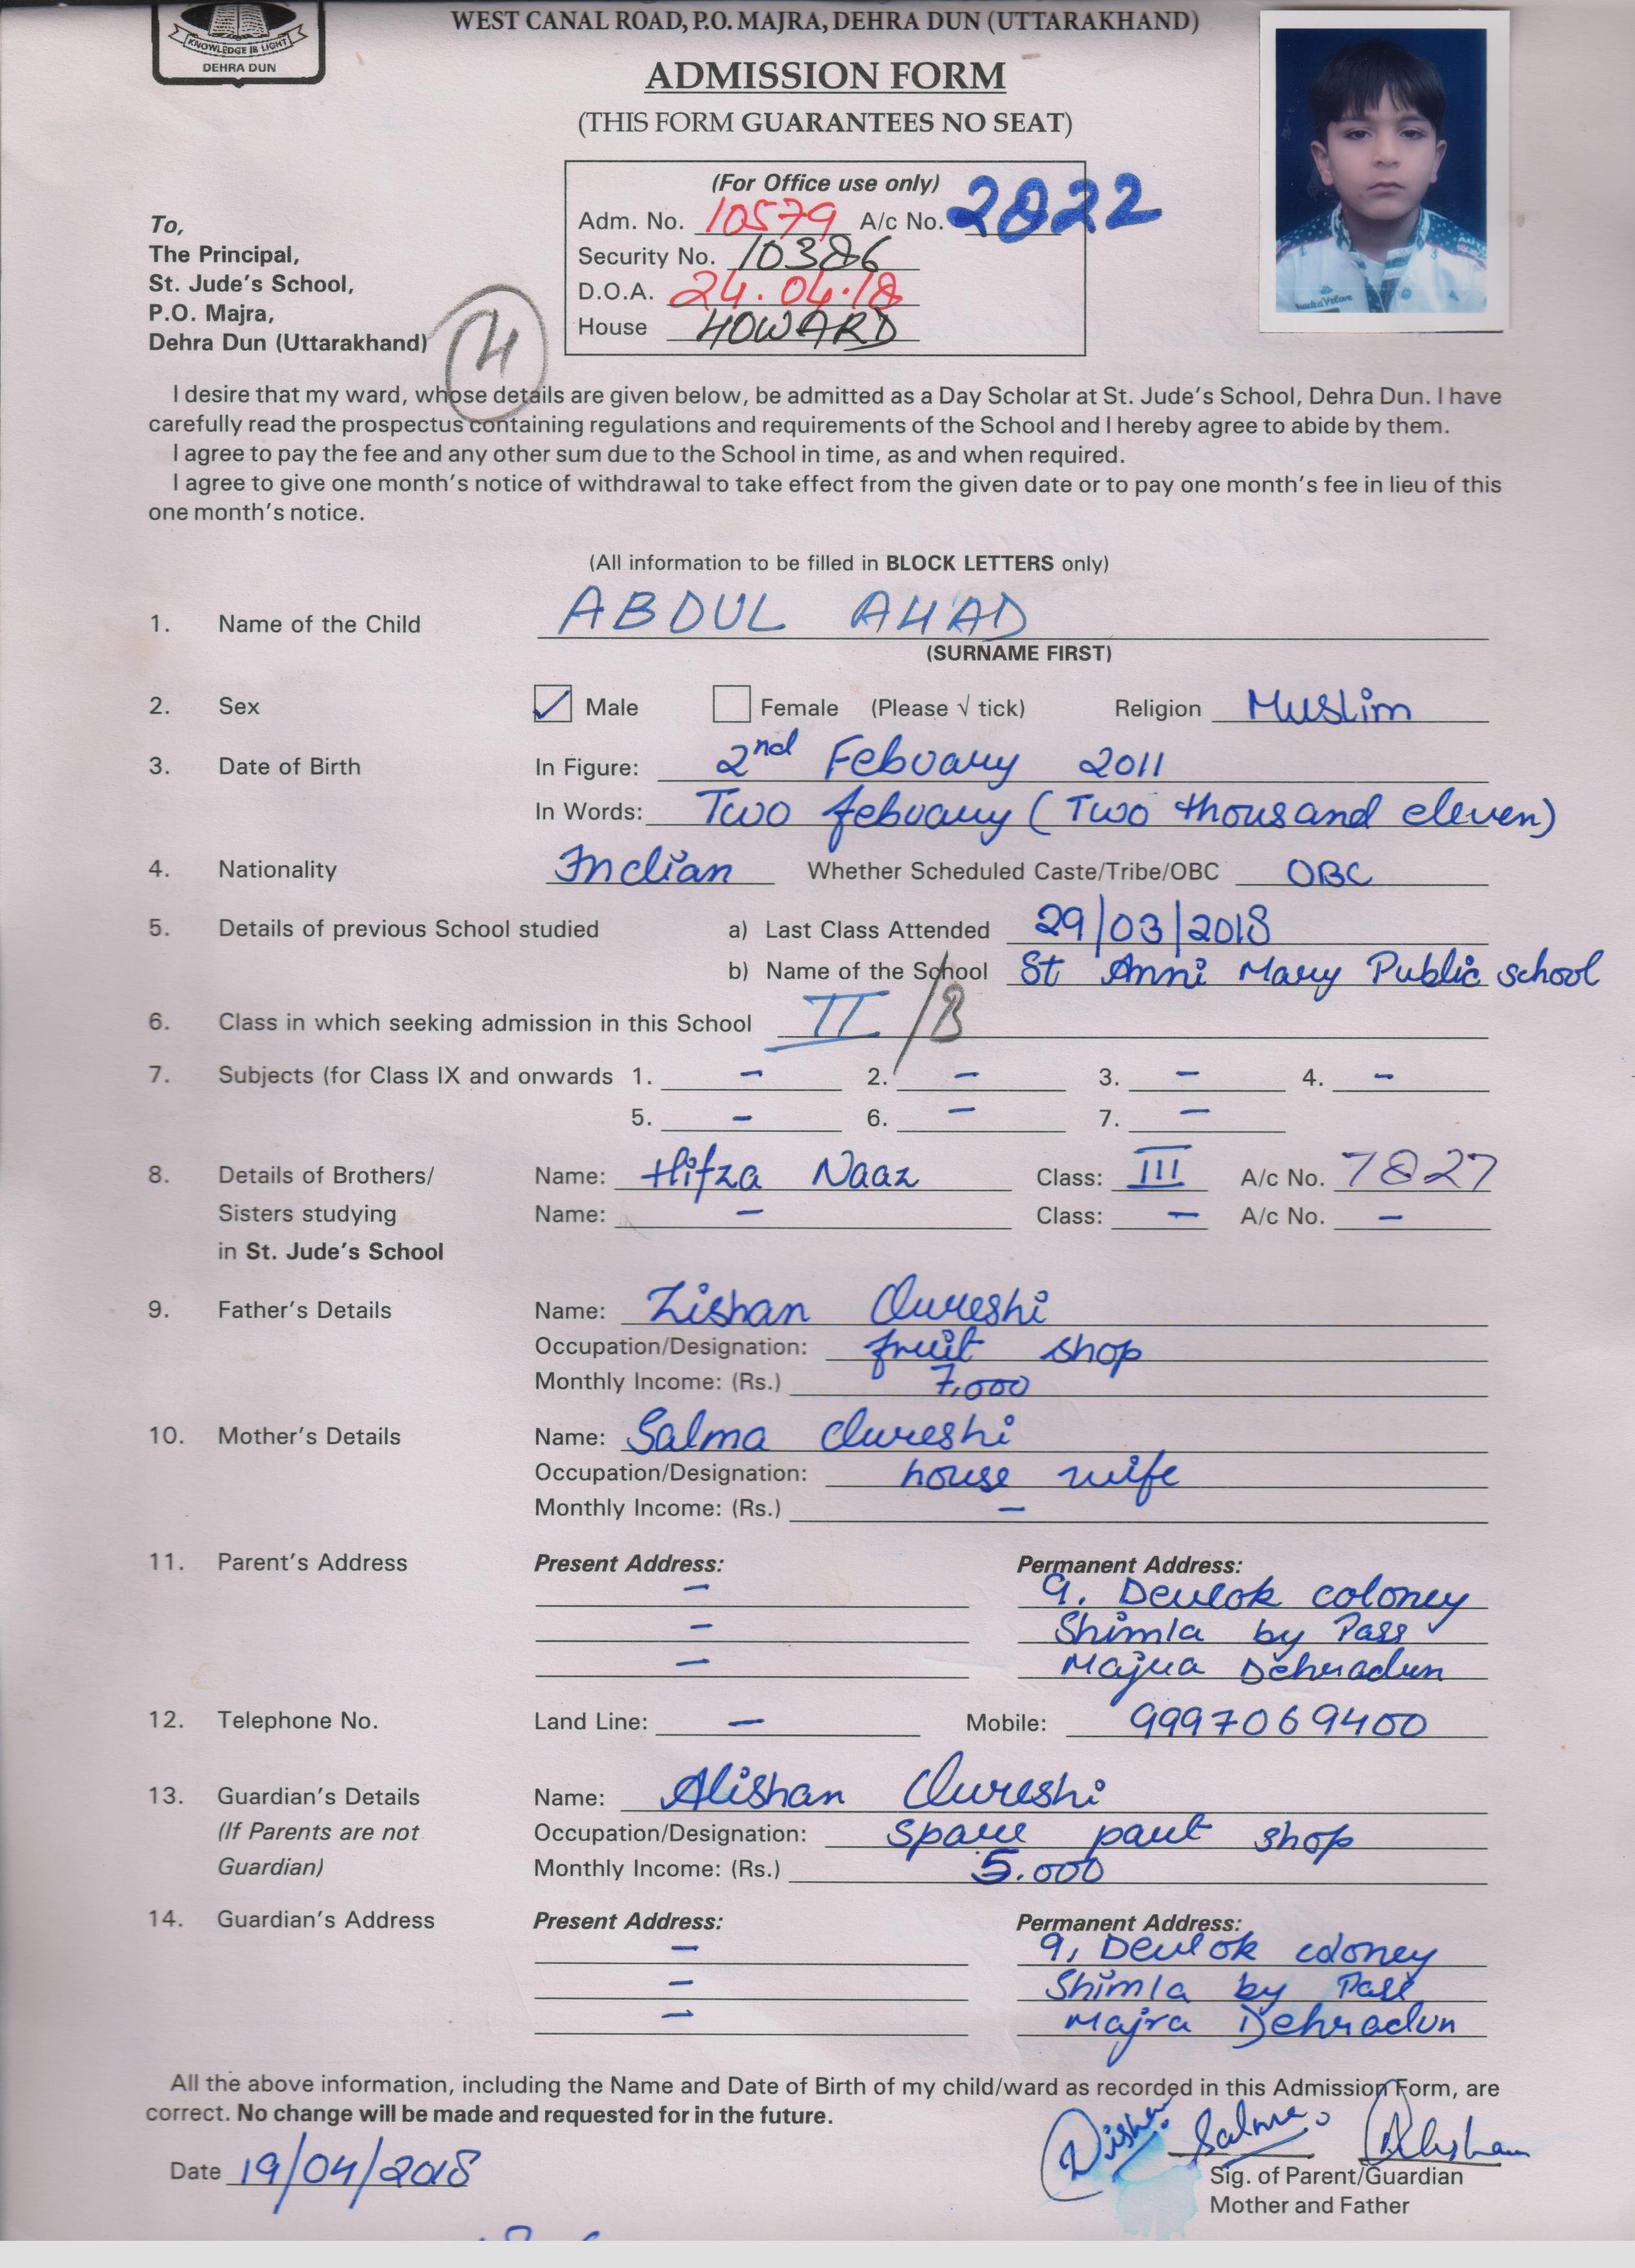 WEST CANAL ROAD, P.O. MAJRA, DEHRA DUN (UTTARAKHAND)
KNOWLEDGE IS LIGHT
DEHRA DUN
ADMISSION FORM
(THIS FORM GUARANTEES NO SEAT)
(For Office use only)
Adm. No. 10579 A/c No. 2822
Security No. 10386
D.O.A. 24.04.18
House HOWARD
To,
The Principal,
St. Jude's School,
P.O. Majra,
Dehra Dun (Uttarakhand)
I desire that my ward, whose details are given below, be admitted as a Day Scholar at St. Jude's School, Dehra Dun. I have
carefully read the prospectus containing regulations and requirements of the School and I hereby agree to abide by them.
I agree to pay the fee and any other sum due to the School in time, as and when required.
I agree to give one month's notice of withdrawal to take effect from the given date or to pay one month's fee in lieu of this
one month's notice.
(All information to be filled in BLOCK LETTERS only)
1. Name of the Child ABDUL AHAD
(SURNAME FIRST)
2. Sex ✓ Male Female (Please √ tick) Religion Muslim
3. Date of Birth In Figure: 2nd Febuary 2011
In Words: Two febuary (Two thousand eleven)
4. Nationality Indian Whether Scheduled Caste/Tribe/OBC OBC
5. Details of previous School studied a) Last Class Attended 29/03/2018
b) Name of the School St Anni Mary Public school
6. Class in which seeking admission in this School II /B
7. Subjects (for Class IX and onwards 1. - 2. - 3. - 4. -
5. - 6. - 7. -
8. Details of Brothers/ Name: Hifza Naaz Class: III A/c No. 7827
Sisters studying Name: - Class: - A/c No. -
in St. Jude's School
9. Father's Details Name: Zishan Qureshi
Occupation/Designation: fruit shop
Monthly Income: (Rs.) 7,000
10. Mother's Details Name: Salma Qureshi
Occupation/Designation: house wife
Monthly Income: (Rs.) -
11. Parent's Address Present Address: Permanent Address:
- 9, Devlok coloney
- Shimla by Pass
- Majra Dehradun
12. Telephone No. Land Line: - Mobile: 9997069400
13. Guardian's Details Name: Alishan Qureshi
(If Parents are not Occupation/Designation: spare part shop
Guardian) Monthly Income: (Rs.) 5.000
14. Guardian's Address Present Address: Permanent Address:
- 9, Devlok coloney
- Shimla by Pass
- Majra Dehradun
All the above information, including the Name and Date of Birth of my child/ward as recorded in this Admission Form, are
correct. No change will be made and requested for in the future.
Zishan Salma Alishan
Date 19/04/2018
Sig. of Parent/Guardian
Mother and Father